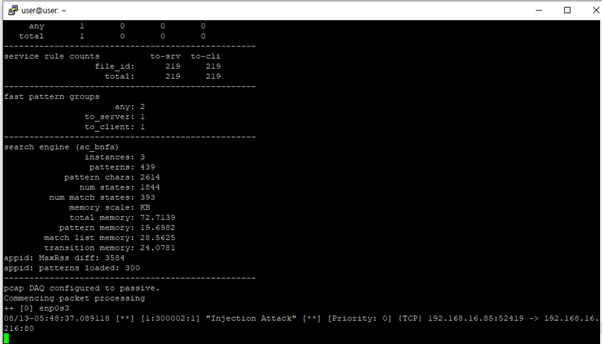 user@user: ~
any 1 0 0 0
total 1 0 0 0
--------------------------------------------------
service rule counts to-srv to-cli
file_id: 219 219
total: 219 219
--------------------------------------------------
fast pattern groups
any: 2
to_server: 1
to_client: 1
--------------------------------------------------
search engine (ac_bnfa)
instances: 3
patterns: 439
pattern chars: 2614
num states: 1844
num match states: 393
memory scale: KB
total memory: 72.7139
pattern memory: 19.6982
match list memory: 28.5625
transition memory: 24.0781
appid: MaxRss diff: 3584
appid: patterns loaded: 300
--------------------------------------------------
pcap DAQ configured to passive.
Commencing packet processing
++ [0] enp0s3
08/13-05:48:37.089118 [**] [1:300002:1] "Injection Attack" [**] [Priority: 0] {TCP} 192.168.16.85:52419 -> 192.168.16.
216:80